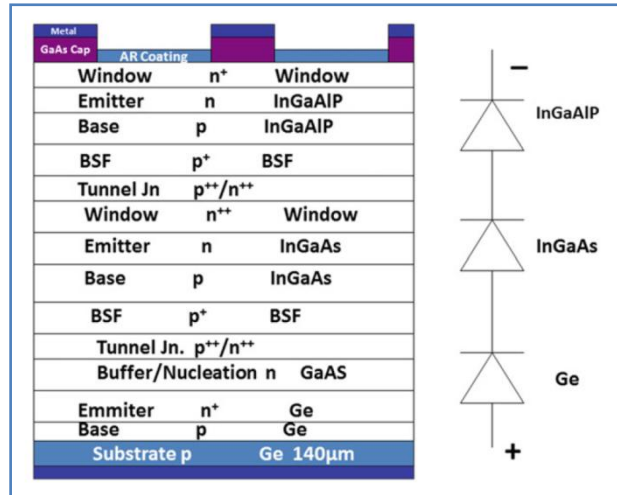 Metal
GaAs Cap
AR Coating
Window n⁺ Window
Emitter n InGaAlP
Base p InGaAlP
BSF p⁺ BSF
Tunnel Jn p⁺⁺/n⁺⁺
Window n⁺⁺ Window
Emitter n InGaAs
Base p InGaAs
BSF p⁺ BSF
Tunnel Jn. p⁺⁺/n⁺⁺
Buffer/Nucleation n GaAS
Emmiter n⁺ Ge
Base p Ge
Substrate p Ge 140µm
−
InGaAlP
InGaAs
Ge
+